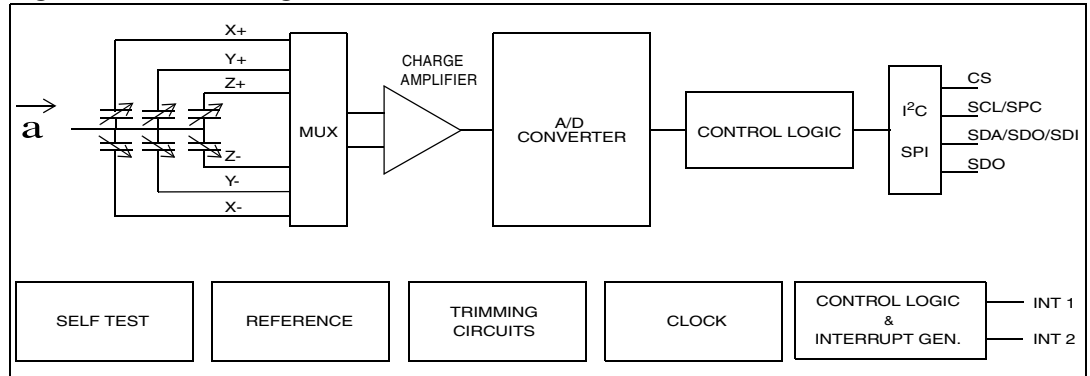 X+
Y+
Z+
a
Z-
Y-
X-
MUX
CHARGE
AMPLIFIER
A/D
CONVERTER
CONTROL LOGIC
I²C
SPI
CS
SCL/SPC
SDA/SDO/SDI
SDO
SELF TEST
REFERENCE
TRIMMING
CIRCUITS
CLOCK
CONTROL LOGIC
&
INTERRUPT GEN.
INT 1
INT 2